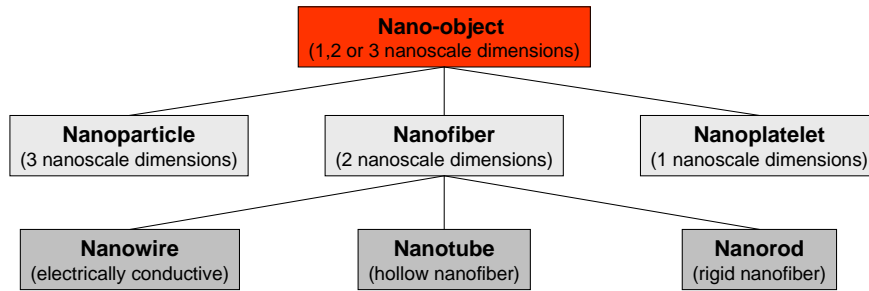 Nano-object
(1,2 or 3 nanoscale dimensions)
Nanoparticle
(3 nanoscale dimensions)
Nanofiber
(2 nanoscale dimensions)
Nanoplatelet
(1 nanoscale dimensions)
Nanowire
(electrically conductive)
Nanotube
(hollow nanofiber)
Nanorod
(rigid nanofiber)